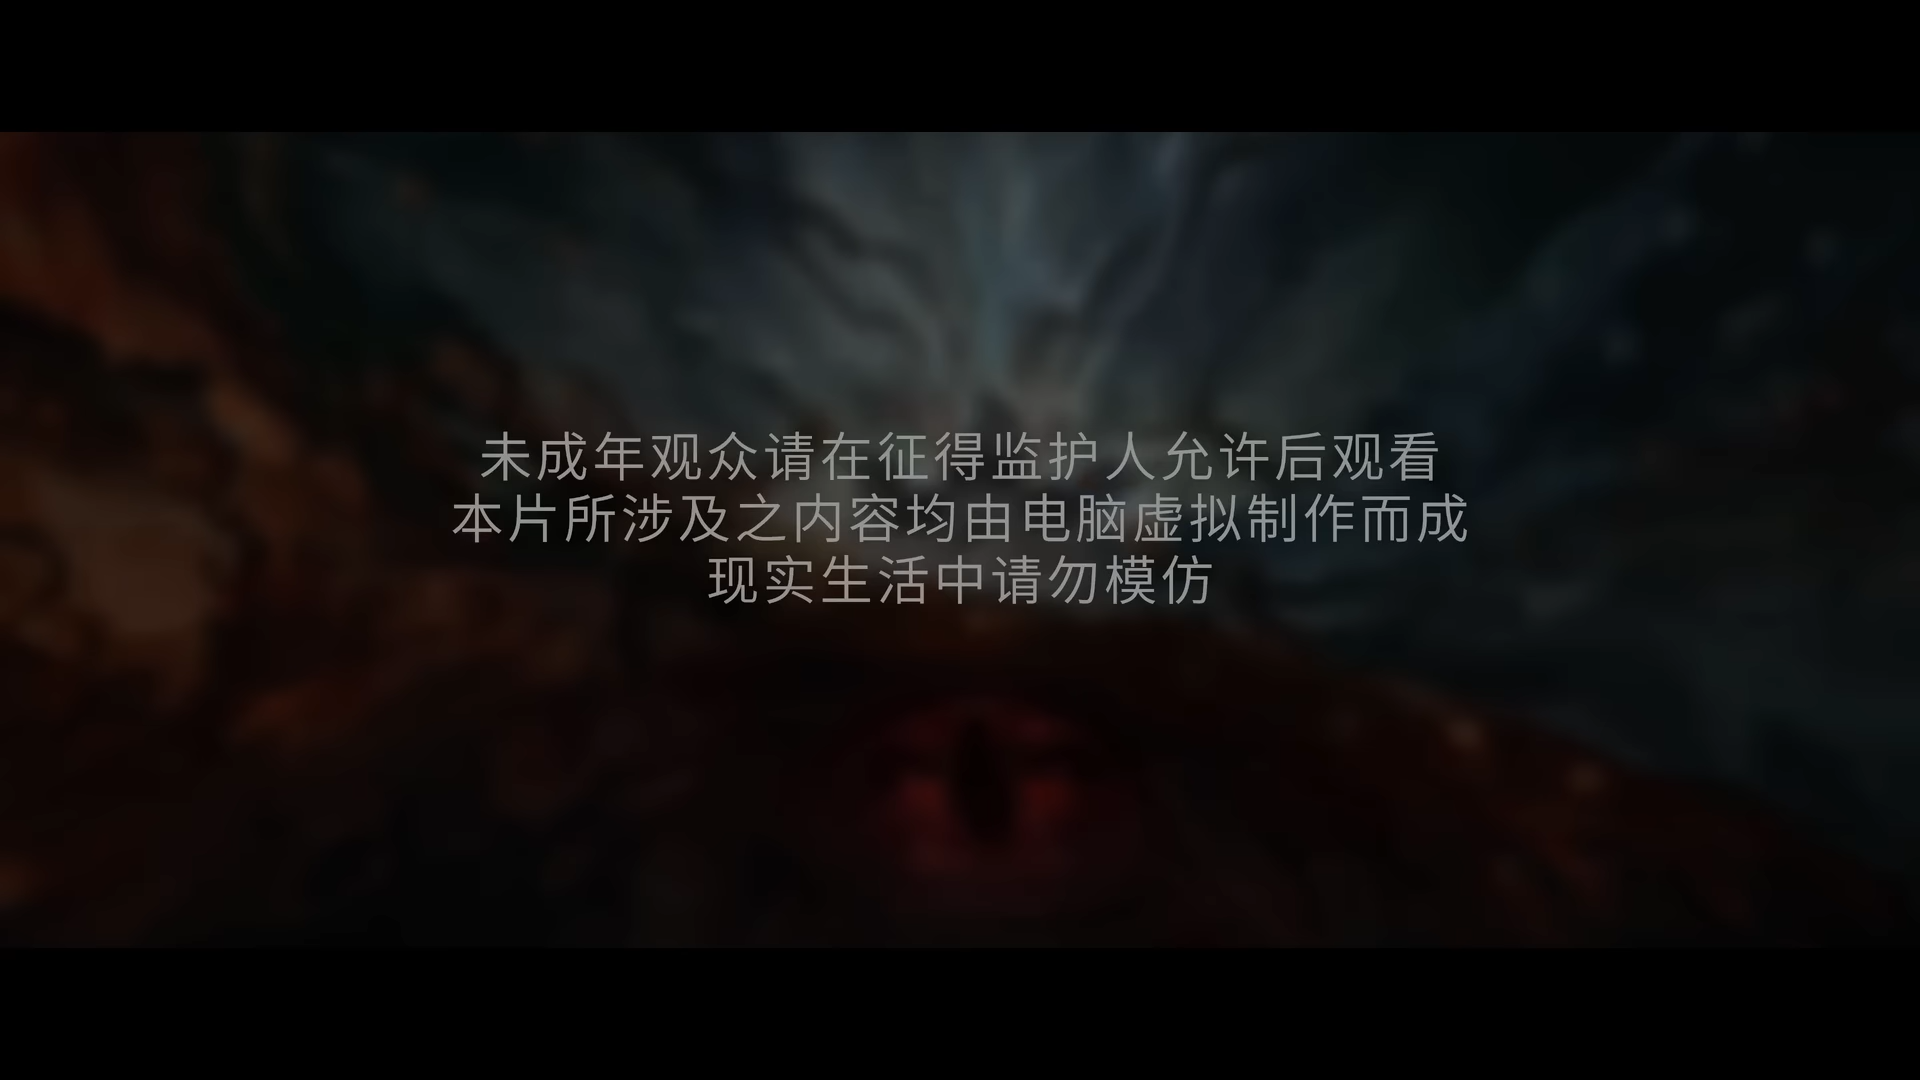 未成年观众请在征得监护人允许后观看
本片所涉及之内容均由电脑虚拟制作而成
现实生活中请勿模仿